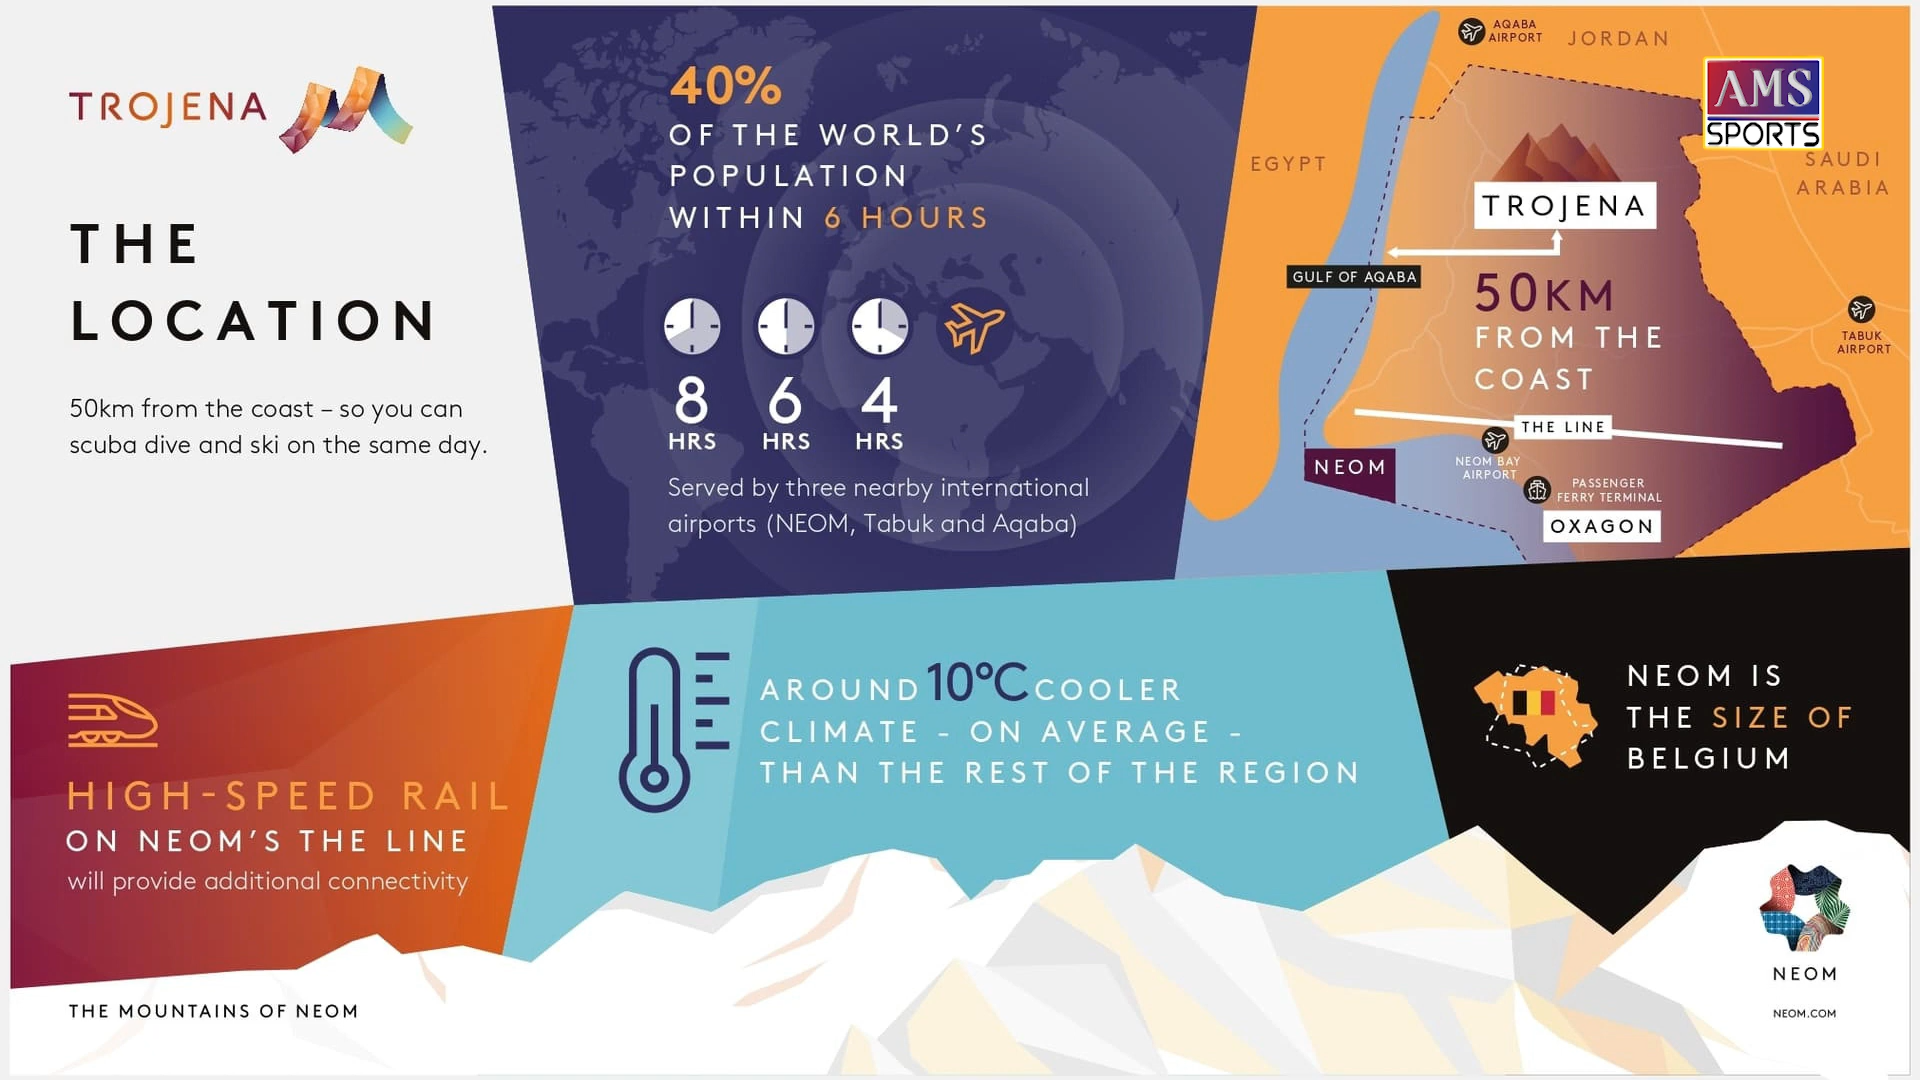 TROJENA
THE
LOCATION
50km from the coast – so you can
scuba dive and ski on the same day.
40%
OF THE WORLD’S
POPULATION
WITHIN 6 HOURS
8 6 4
HRS HRS HRS
Served by three nearby international
airports (NEOM, Tabuk and Aqaba)
AQABA
AIRPORT
JORDAN
AMS
SPORTS
EGYPT
SAUDI
ARABIA
TROJENA
GULF OF AQABA
50KM
FROM THE
COAST
TABUK
AIRPORT
THE LINE
NEOM
NEOM BAY
AIRPORT
PASSENGER
FERRY TERMINAL
OXAGON
HIGH-SPEED RAIL
ON NEOM’S THE LINE
will provide additional connectivity
AROUND 10°C COOLER
CLIMATE - ON AVERAGE -
THAN THE REST OF THE REGION
NEOM IS
THE SIZE OF
BELGIUM
THE MOUNTAINS OF NEOM
NEOM
NEOM.COM